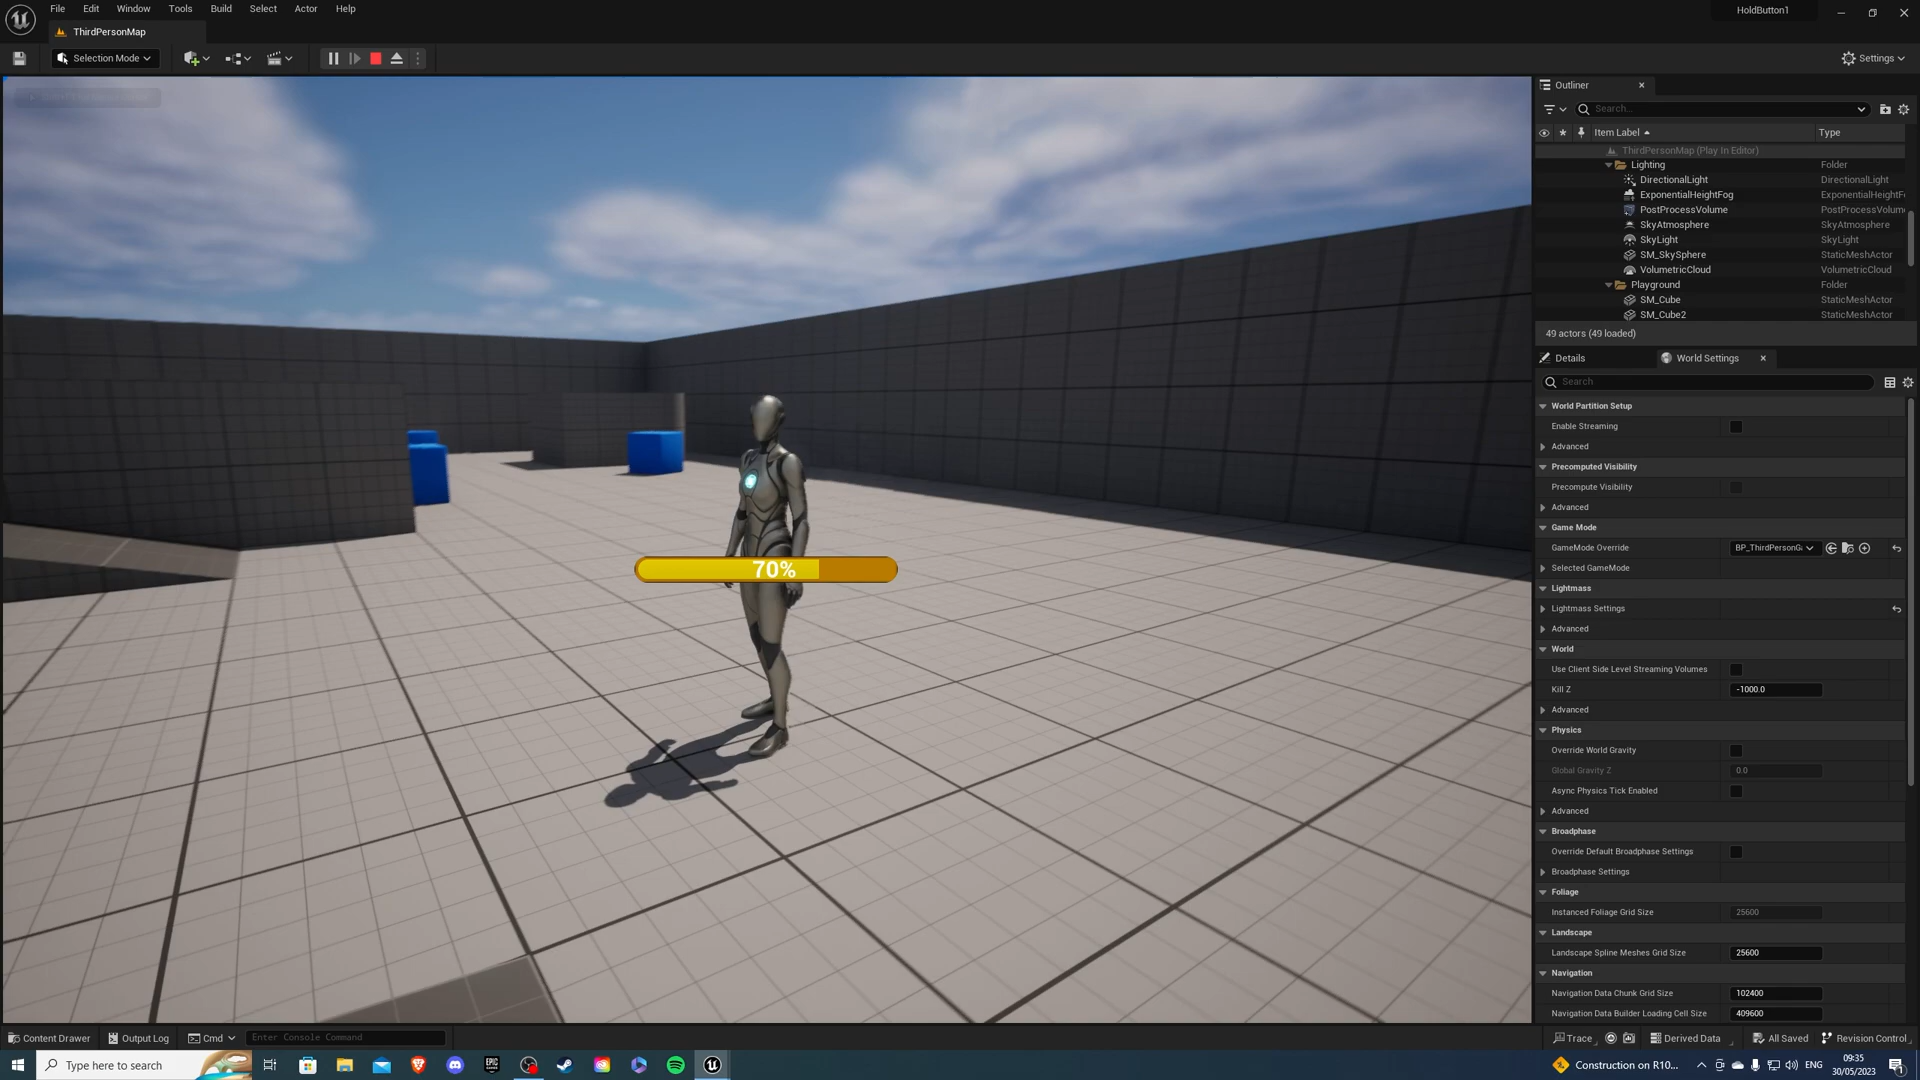 File Edit Window Tools Build Select Actor Help
HoldButton1
ThirdPersonMap
Selection Mode
Settings
70%
Outliner
Search...
Item Label Type
ThirdPersonMap (Play In Editor)
Lighting Folder
DirectionalLight DirectionalLight
ExponentialHeightFog ExponentialHeightF
PostProcessVolume PostProcessVolum
SkyAtmosphere SkyAtmosphere
SkyLight SkyLight
SM_SkySphere StaticMeshActor
VolumetricCloud VolumetricCloud
Playground Folder
SM_Cube StaticMeshActor
SM_Cube2 StaticMeshActor
49 actors (49 loaded)
Details World Settings
Search
World Partition Setup
Enable Streaming
Advanced
Precomputed Visibility
Precompute Visibility
Advanced
Game Mode
GameMode Override BP_ThirdPersonGa
Selected GameMode
Lightmass
Lightmass Settings
Advanced
World
Use Client Side Level Streaming Volumes
Kill Z -1000.0
Advanced
Physics
Override World Gravity
Global Gravity Z 0.0
Async Physics Tick Enabled
Advanced
Broadphase
Override Default Broadphase Settings
Broadphase Settings
Foliage
Instanced Foliage Grid Size 25600
Landscape
Landscape Spline Meshes Grid Size 25600
Navigation
Navigation Data Chunk Grid Size 102400
Navigation Data Builder Loading Cell Size 409600
Content Drawer Output Log Cmd Enter Console Command
Trace Derived Data All Saved Revision Control
Type here to search
EPIC GAMES
Construction on R10... ENG
09:35
30/05/2023